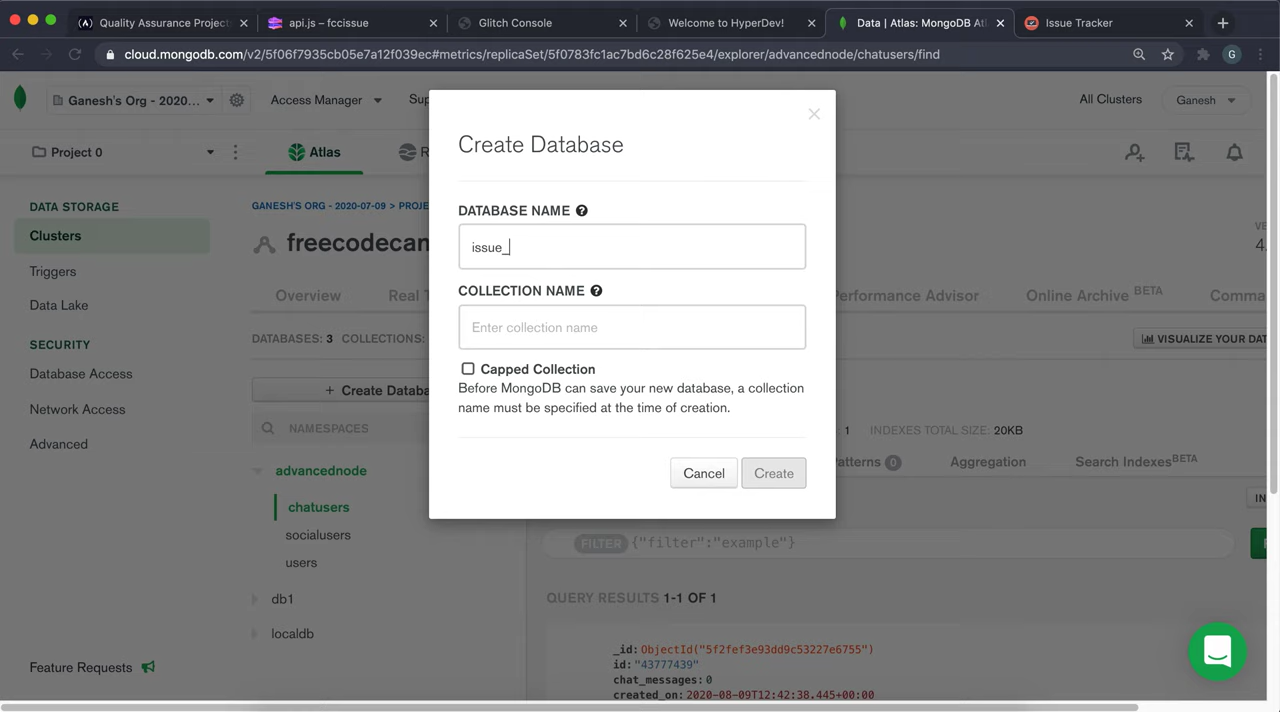 Quality Assurance Project
api.js – fccissue
Glitch Console
Welcome to HyperDev!
Data | Atlas: MongoDB Atl
Issue Tracker
cloud.mongodb.com/v2/5f06f7935cb05e7a12f039ec#metrics/replicaSet/5f0783fc1ac7bd6c28f625e4/explorer/advancednode/chatusers/find
G
Ganesh's Org - 2020...
Access Manager
Sup
All Clusters
Ganesh
Project 0
Atlas
R
DATA STORAGE
Clusters
Triggers
Data Lake
SECURITY
Database Access
Network Access
Advanced
Feature Requests
GANESH'S ORG - 2020-07-09 > PROJE
freecodecam
VE
4.
Overview
Real T
Performance Advisor
Online Archive BETA
Comma
DATABASES: 3 COLLECTIONS:
VISUALIZE YOUR DAT
+ Create Databa
NAMESPACES
advancednode
chatusers
socialusers
users
db1
localdb
Create Database
DATABASE NAME
issue_
COLLECTION NAME
Enter collection name
Capped Collection
Before MongoDB can save your new database, a collection
name must be specified at the time of creation.
Cancel
Create
1 INDEXES TOTAL SIZE: 20KB
atterns 0
Aggregation
Search Indexes BETA
IN
FILTER {"filter":"example"}
QUERY RESULTS 1-1 OF 1
_id: ObjectId("5f2fef3e93dd9c53227e6755")
id: "43777439"
chat_messages: 0
created_on: 2020-08-09T12:42:38.445+00:00